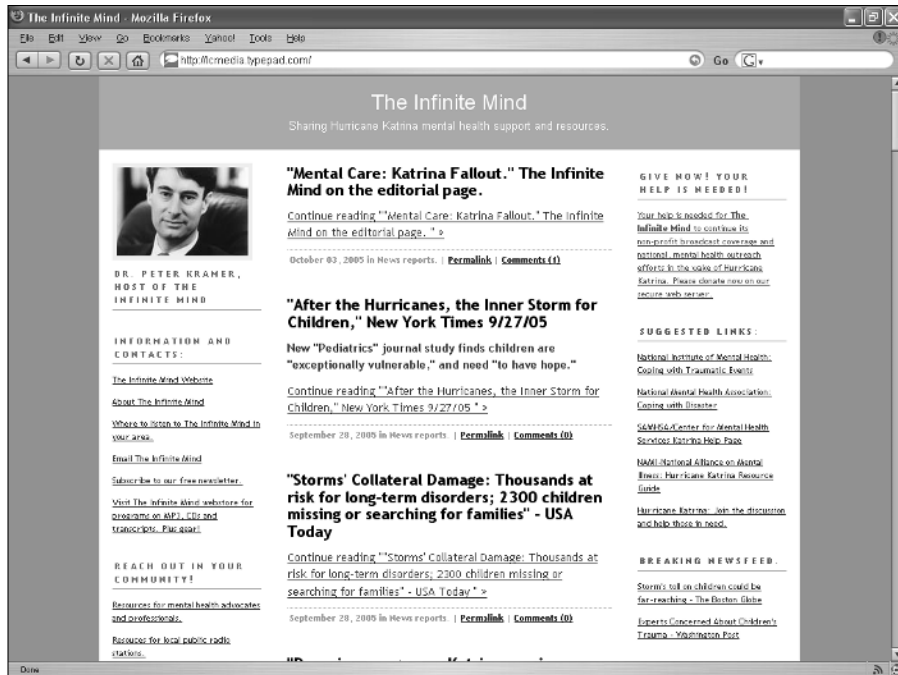 The Infinite Mind - Mozilla Firefox
File Edit View Go Bookmarks Yahoo! Tools Help
http://lcmedia.typepad.com/
Go
G
The Infinite Mind
Sharing Hurricane Katrina mental health support and resources.
DR. PETER KRAMER,
HOST OF THE
INFINITE MIND
INFORMATION AND
CONTACTS:
The Infinite Mind Website
About The Infinite Mind
Where to listen to The Infinite Mind in
your area.
Email The Infinite Mind
Subscribe to our free newsletter.
Visit The Infinite Mind webstore for
programs on MP3, CDs and
transcripts. Plus gear!
REACH OUT IN YOUR
COMMUNITY!
Resources for mental health advocates
and professionals.
Resouces for local public radio
stations.
"Mental Care: Katrina Fallout." The Infinite
Mind on the editorial page.
Continue reading ""Mental Care: Katrina Fallout." The Infinite
Mind on the editorial page. " »
October 03, 2005 in News reports. | Permalink | Comments (1)
"After the Hurricanes, the Inner Storm for
Children," New York Times 9/27/05
New "Pediatrics" journal study finds children are
"exceptionally vulnerable," and need "to have hope."
Continue reading ""After the Hurricanes, the Inner Storm for
Children," New York Times 9/27/05 " »
September 28, 2005 in News reports. | Permalink | Comments (0)
"Storms' Collateral Damage: Thousands at
risk for long-term disorders; 2300 children
missing or searching for families" - USA
Today
Continue reading ""Storms' Collateral Damage: Thousands at
risk for long-term disorders; 2300 children missing or
searching for families" - USA Today " »
September 28, 2005 in News reports. | Permalink | Comments (0)
GIVE NOW! YOUR
HELP IS NEEDED!
Your help is needed for The
Infinite Mind to continue its
non-profit broadcast coverage and
national, mental health outreach
efforts in the wake of Hurricane
Katrina. Please donate now on our
secure web server.
SUGGESTED LINKS:
National Institute of Mental Health:
Coping with Traumatic Events
National Mental Health Association:
Coping with Disaster
SAMHSA/Center for Mental Health
Services Katrina Help Page
NAMI-National Alliance on Mental
Illness: Hurricane Katrina Resource
Guide
Hurricane Katrina: Join the discussion
and help those in need.
BREAKING NEWSFEED.
Storm's toll on children could be
far-reaching - The Boston Globe
Experts Concerned About Children's
Trauma - Washington Post
Done